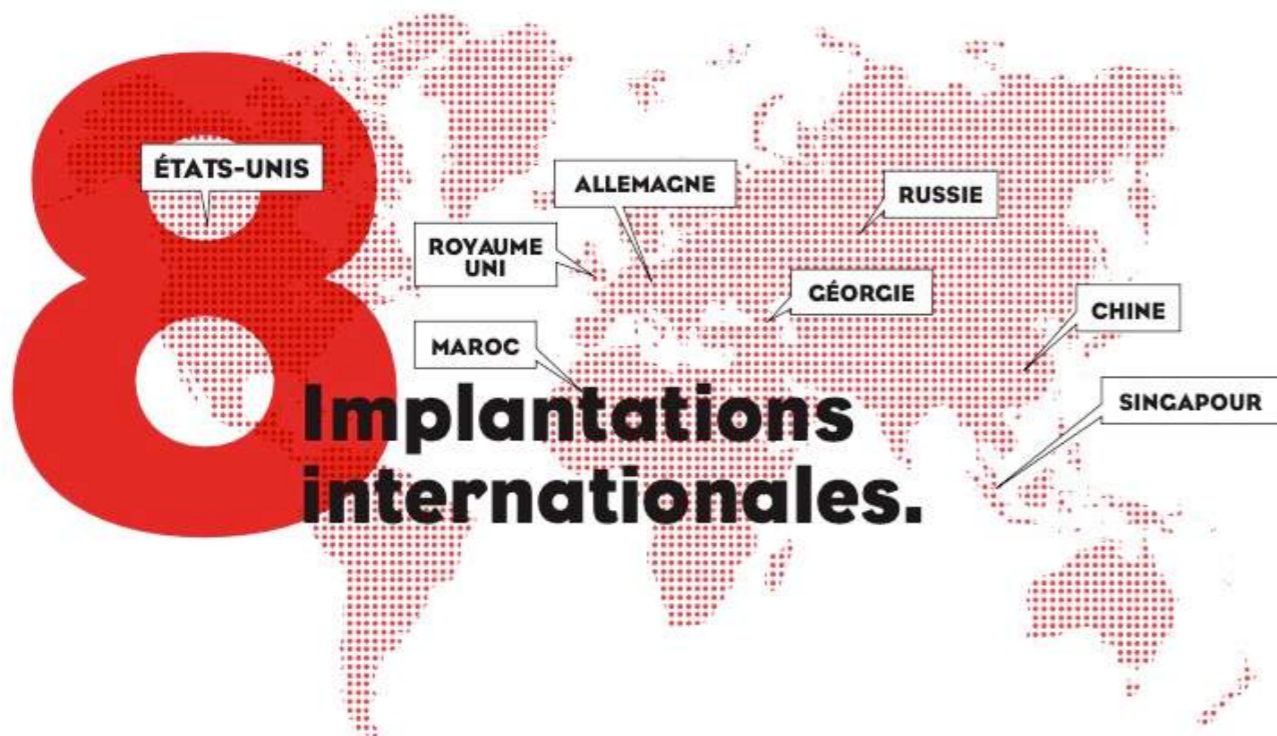 8
ÉTATS-UNIS
ALLEMAGNE
RUSSIE
ROYAUME
UNI
GÉORGIE
CHINE
MAROC
SINGAPOUR
Implantations
internationales.